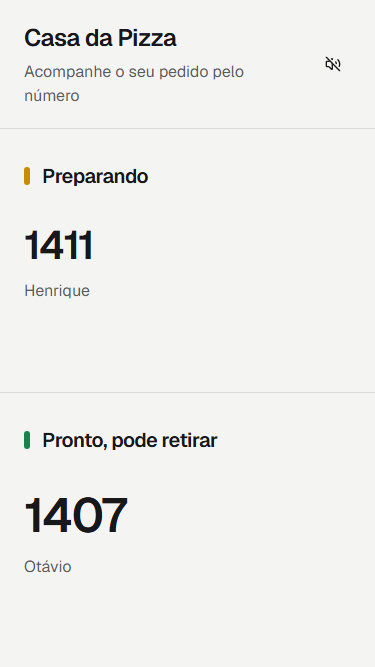 Casa da Pizza
Acompanhe o seu pedido pelo
número
Preparando
1411
Henrique
Pronto, pode retirar
1407
Otávio